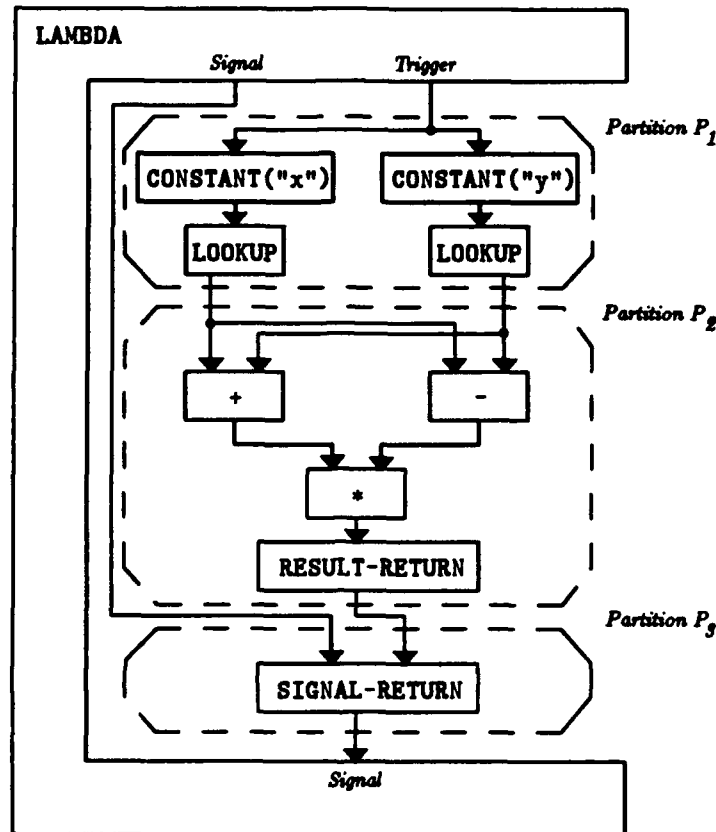 LAMBDA
Signal Trigger
Partition P1
CONSTANT("x") CONSTANT("y")
LOOKUP LOOKUP
Partition P2
+ -
*
RESULT-RETURN
Partition P3
SIGNAL-RETURN
Signal